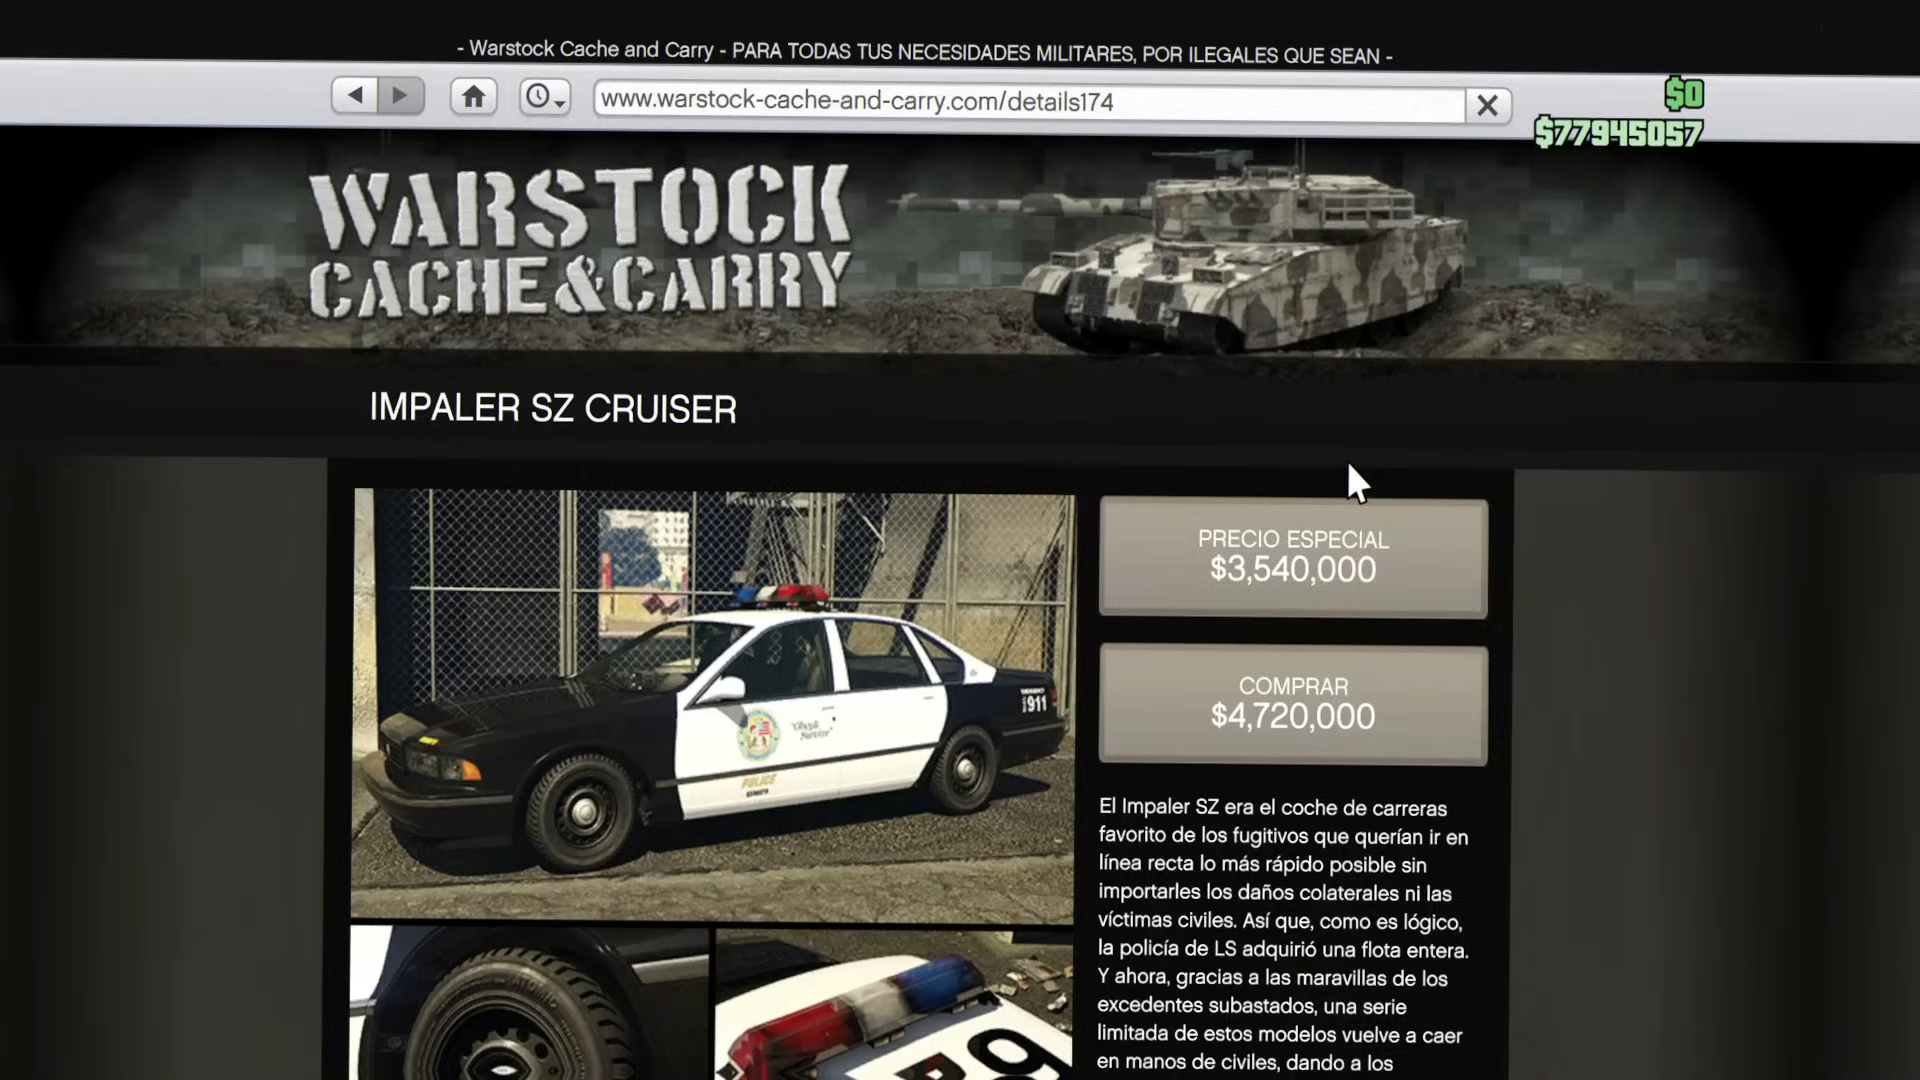 - Warstock Cache and Carry - PARA TODAS TUS NECESIDADES MILITARES, POR ILEGALES QUE SEAN -
www.warstock-cache-and-carry.com/details174
$0
$77945057
WARSTOCK
CACHE&CARRY
IMPALER SZ CRUISER
PRECIO ESPECIAL
$3,540,000
COMPRAR
$4,720,000
911
POLICE
El Impaler SZ era el coche de carreras
favorito de los fugitivos que querían ir en
línea recta lo más rápido posible sin
importarles los daños colaterales ni las
víctimas civiles. Así que, como es lógico,
la policía de LS adquirió una flota entera.
Y ahora, gracias a las maravillas de los
excedentes subastados, una serie
limitada de estos modelos vuelve a caer
en manos de civiles, dando a los